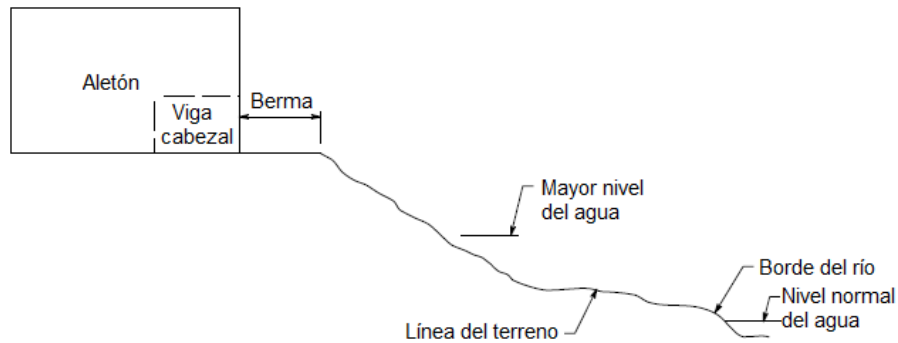 Aletón
Viga
cabezal
Berma
Mayor nivel
del agua
Borde del río
Nivel normal
del agua
Línea del terreno